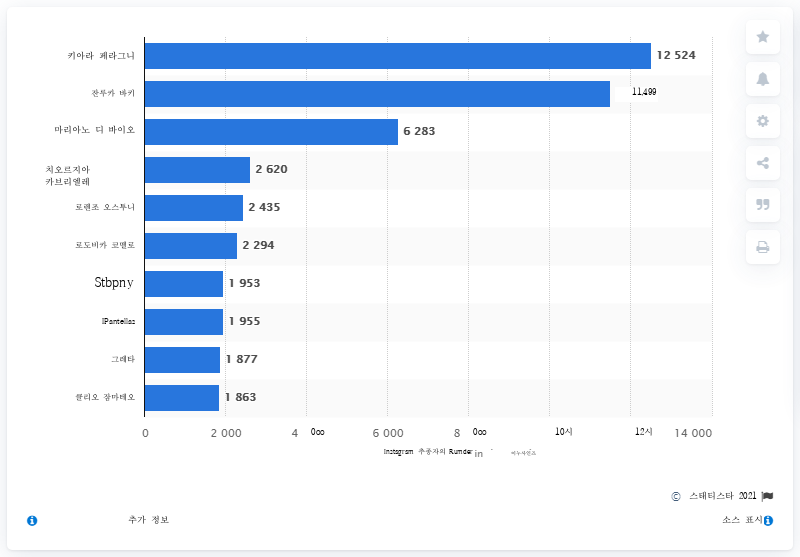 키아라 페라그니
12 524
잔루카 바키
11,499
마리아노 디 바이오
6 283
치오르지아
카브리엘레
2 620
로렌조 오스투니
2 435
로도비카 코멜로
2 294
Stbpny
1 953
IPantellas
1 955
그레타
1 877
클리오 잠마테오
1 863
0 2 000 4 0oo 6 000 8 0oo 10시 12시 14 000
Instagram 추종자의 Rumder in
© 스태티스타 2021
추가 정보
소스 표시